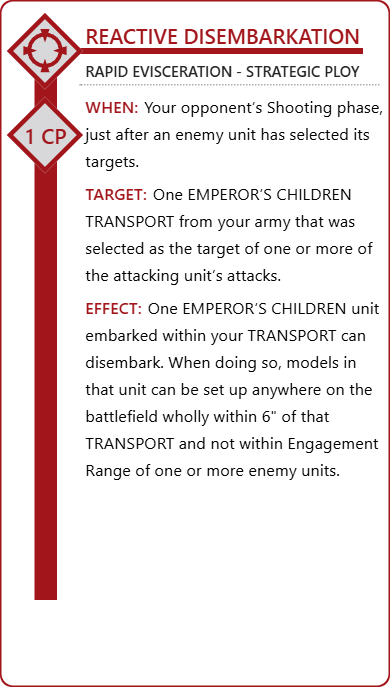 REACTIVE DISEMBARKATION
RAPID EVISCERATION - STRATEGIC PLOY
1 CP
WHEN: Your opponent’s Shooting phase,
just after an enemy unit has selected its
targets.
TARGET: One EMPEROR’S CHILDREN
TRANSPORT from your army that was
selected as the target of one or more of
the attacking unit’s attacks.
EFFECT: One EMPEROR’S CHILDREN unit
embarked within your TRANSPORT can
disembark. When doing so, models in
that unit can be set up anywhere on the
battlefield wholly within 6" of that
TRANSPORT and not within Engagement
Range of one or more enemy units.